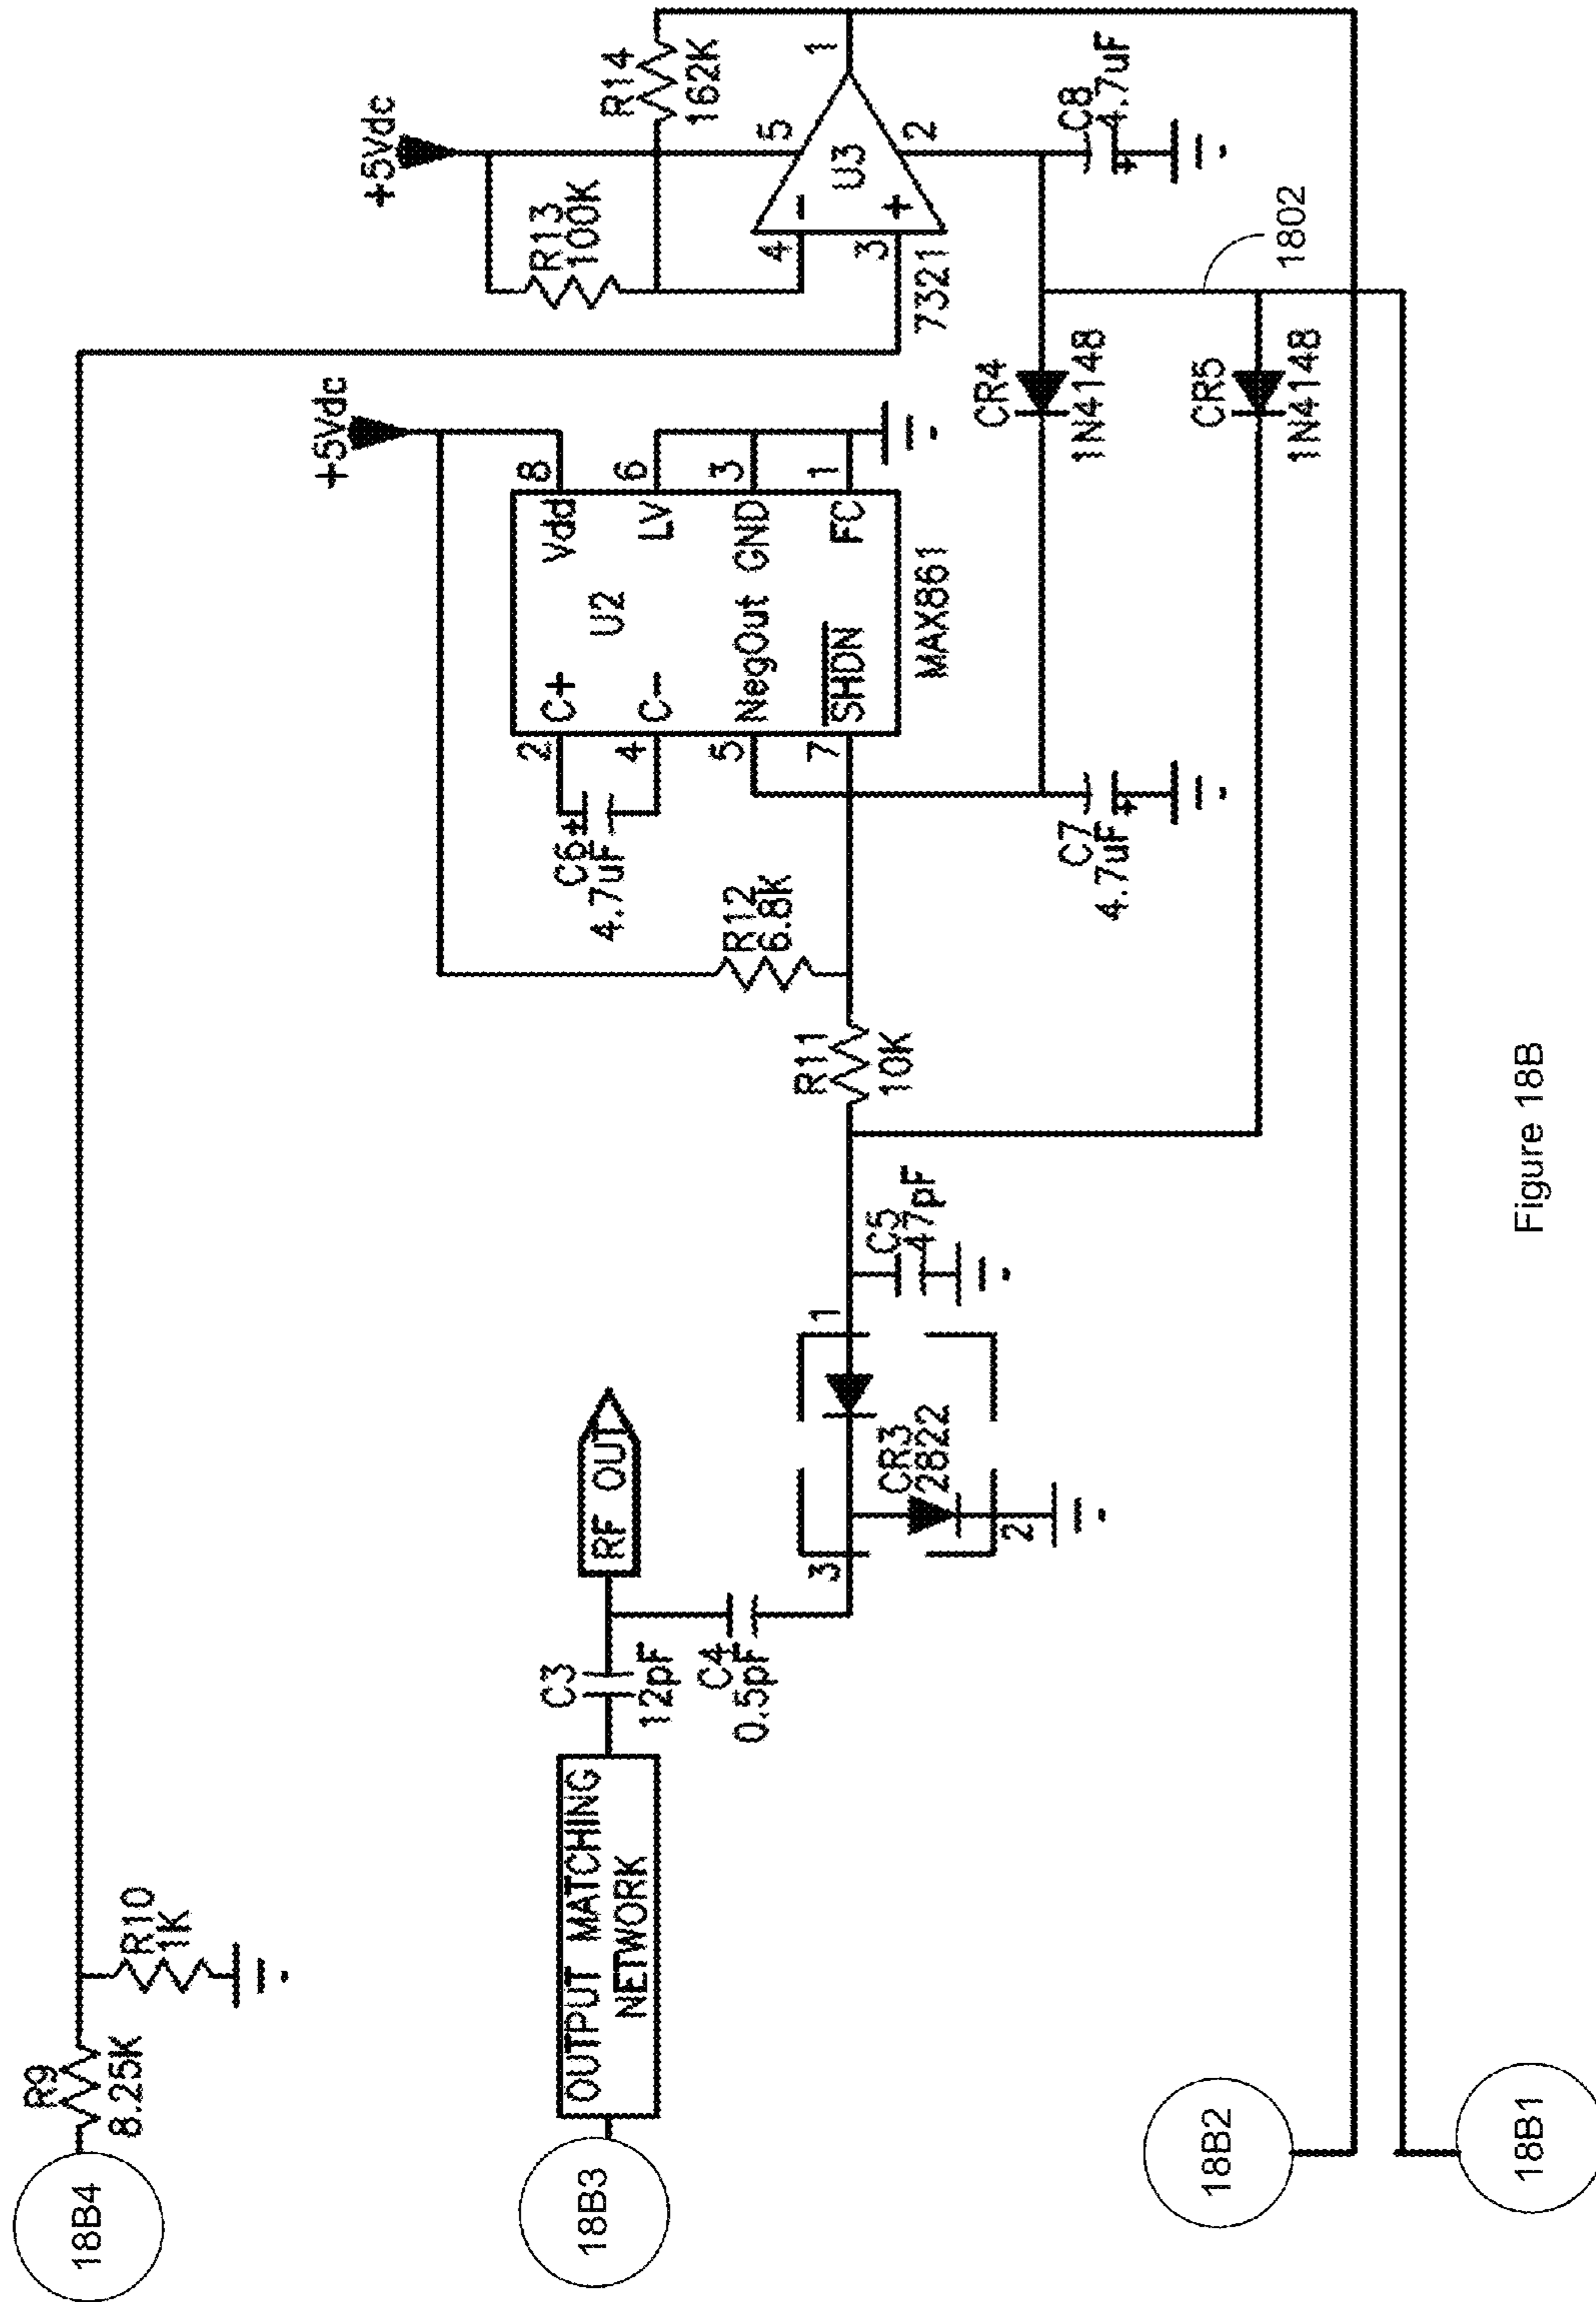 18B4
R9
8.25K
R10
1K
18B3
OUTPUT MATCHING
NETWORK
C3
12pF
RF OUT
C4
0.5pF
3
CR3
2822
2
1
C5
47pF
R11
10K
R12
6.8K
+5Vdc
C6
+
4.7uF
2
C+
4
C-
5
NegOut
7
SHDN
U2
8
Vdd
6
LV
3
GND
1
FC
MAX861
C7
4.7uF
+
CR4
1N4148
CR5
1N4148
+5Vdc
R13
100K
R14
162K
4
-
3
+
U3
5
2
1
7321
C8
4.7uF
+
1802
18B2
18B1
Figure 18B